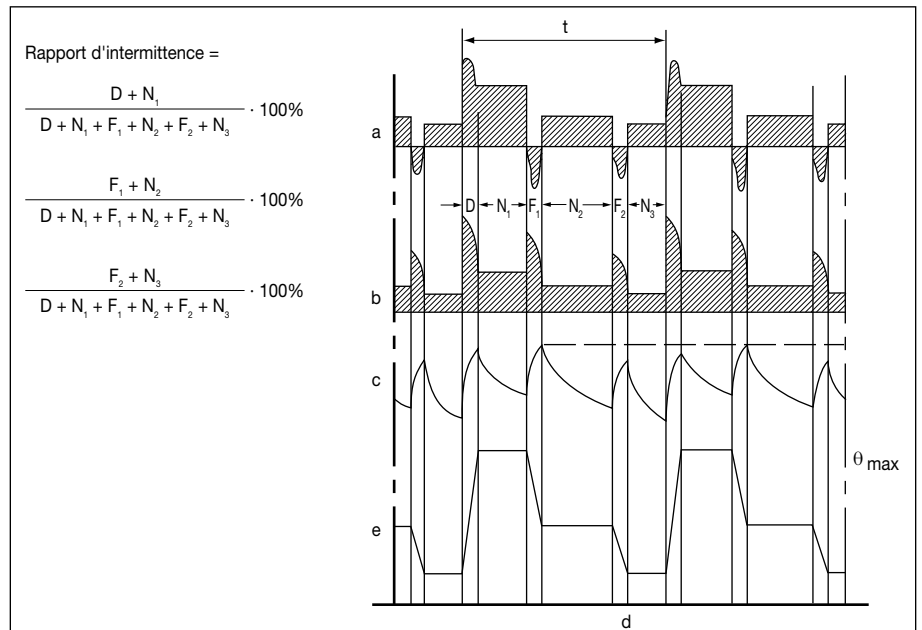 Rapport d'intermittence =
D + N₁
D + N₁ + F₁ + N₂ + F₂ + N₃ · 100%
F₁ + N₂
D + N₁ + F₁ + N₂ + F₂ + N₃ · 100%
F₂ + N₃
D + N₁ + F₁ + N₂ + F₂ + N₃ · 100%
t
a
D N₁ F₁ N₂ F₂ N₃
b
c
θ max
e
d